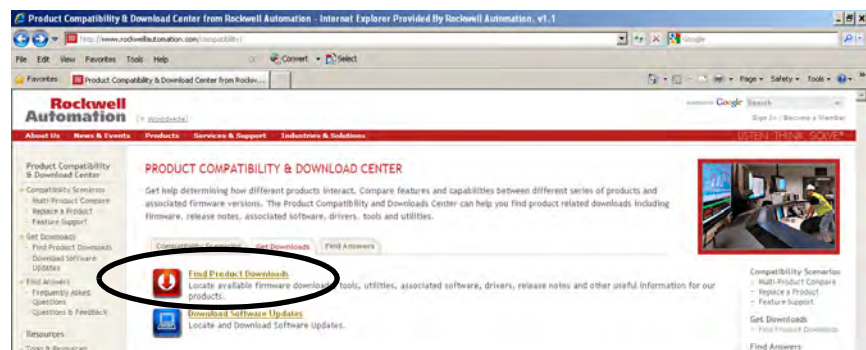 Product Compatibility & Download Center from Rockwell Automation - Internet Explorer Provided By Rockwell Automation. v1.1
http://www.rockwellautomation.com/compatibility/
Google
File Edit View Favorites Tools Help
Convert Select
Favorites Product Compatibility & Download Center from Rockw...
Page Safety Tools
Rockwell
Automation
[+ Worldwide]
Google Search
Sign In | Become a Member
About Us News & Events Products Services & Support Industries & Solutions
LISTEN. THINK. SOLVE.®
Product Compatibility
& Download Center
Compatibility Scenarios
Multi-Product Compare
Replace a Product
Feature Support
Get Downloads
Find Product Downloads
Download Software
Updates
Find Answers
Frequently Asked
Questions
Questions & Feedback
Resources
Tools & Resources
PRODUCT COMPATIBILITY & DOWNLOAD CENTER
Get help determining how different products interact. Compare features and capabilities between different series of products and
associated firmware versions. The Product Compatibility and Downloads Center can help you find product related downloads including
firmware, release notes, associated software, drivers, tools and utilities.
Compatibility Scenarios Get Downloads Find Answers
Find Product Downloads
Locate available firmware downloads, tools, utilities, associated software, drivers, release notes and other useful information for our
products.
Download Software Updates
Locate and Download Software Updates.
Compatibility Scenarios
Multi-Product Compare
Replace a Product
Feature Support
Get Downloads
Find Product Downloads
Find Answers